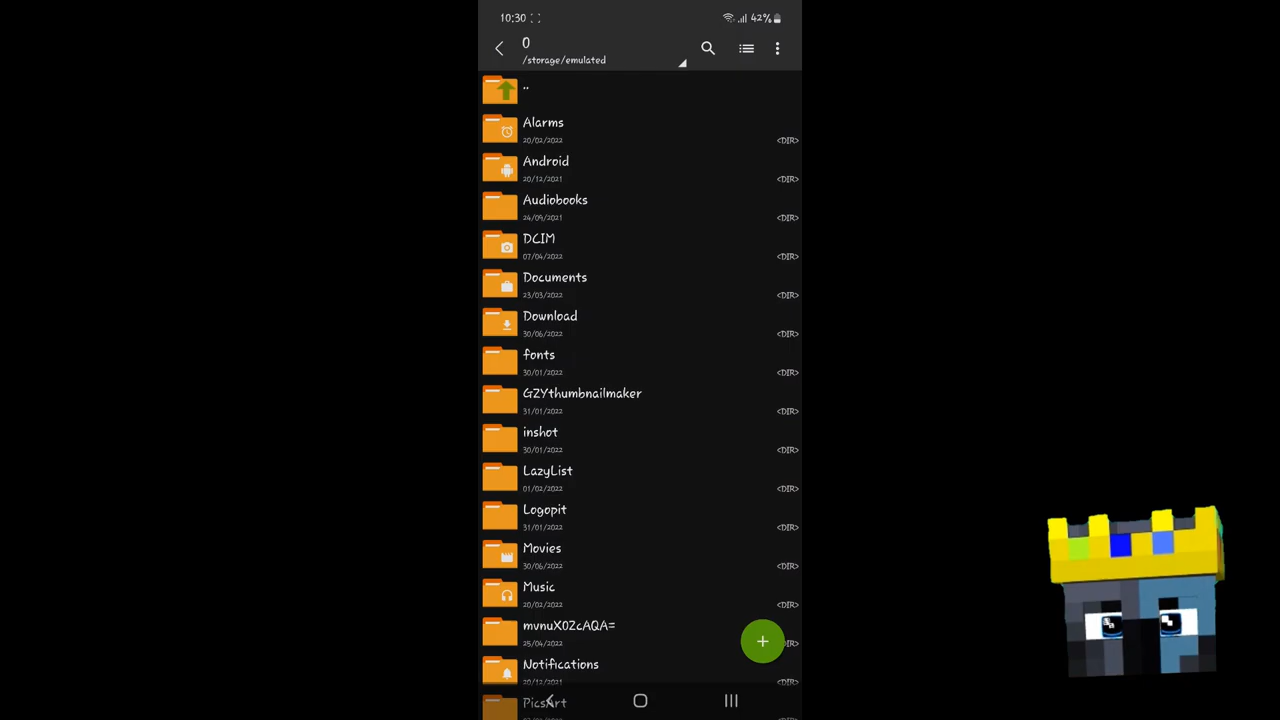 10:30
42%
0
/storage/emulated
..
Alarms
20/02/2022
<DIR>
Android
20/12/2021
<DIR>
Audiobooks
24/09/2021
<DIR>
DCIM
07/04/2022
<DIR>
Documents
23/03/2022
<DIR>
Download
30/06/2022
<DIR>
fonts
30/01/2022
<DIR>
GZYthumbnailmaker
31/01/2022
<DIR>
inshot
30/01/2022
<DIR>
LazyList
01/02/2022
<DIR>
Logopit
31/01/2022
<DIR>
Movies
30/06/2022
<DIR>
Music
20/02/2022
<DIR>
mvnuX0ZcAQA=
25/04/2022
Notifications
20/12/2021
<DIR>
PicsArt